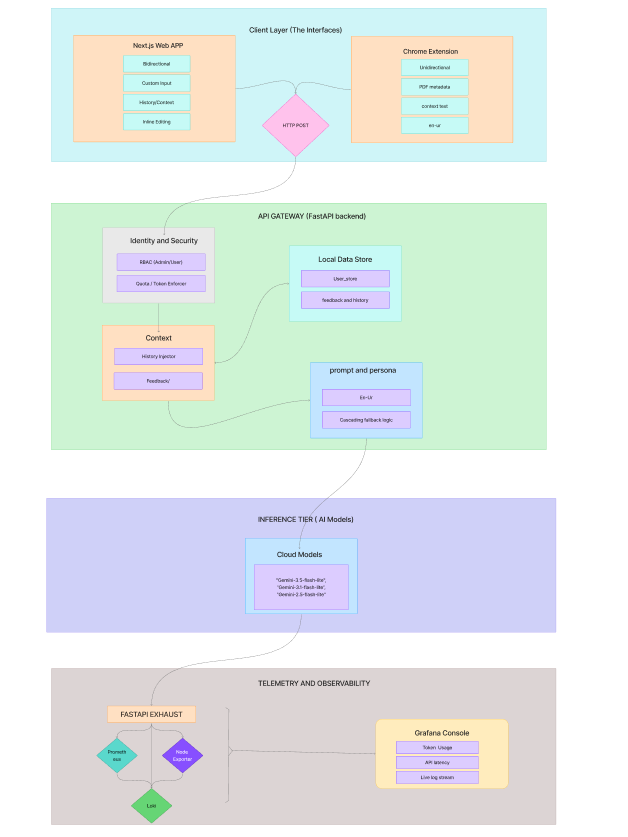 Client Layer (The Interfaces)
Next.js Web APP
Bidirectional
Custom Input
History/Context
Inline Editing
HTTP POST
Chrome Extension
Unidirectional
PDF metadata
context text
en-ur
API GATEWAY (FastAPI backend)
Identity and Security
RBAC (Admin/User)
Quota / Token Enforcer
Local Data Store
User_store
feedback and history
Context
History Injector
Feedback/
prompt and persona
En-Ur
Cascading fallback logic
INFERENCE TIER ( AI Models)
Cloud Models
"Gemini-3.5-flash-lite",
"Gemini-3.1-flash-lite",
"Gemini-2.5-flash-lite"
TELEMETRY AND OBSERVABILITY
FASTAPI EXHAUST
Prometh
eus
Node
Exporter
Loki
Grafana Console
Token Usage
API latency
Live log stream